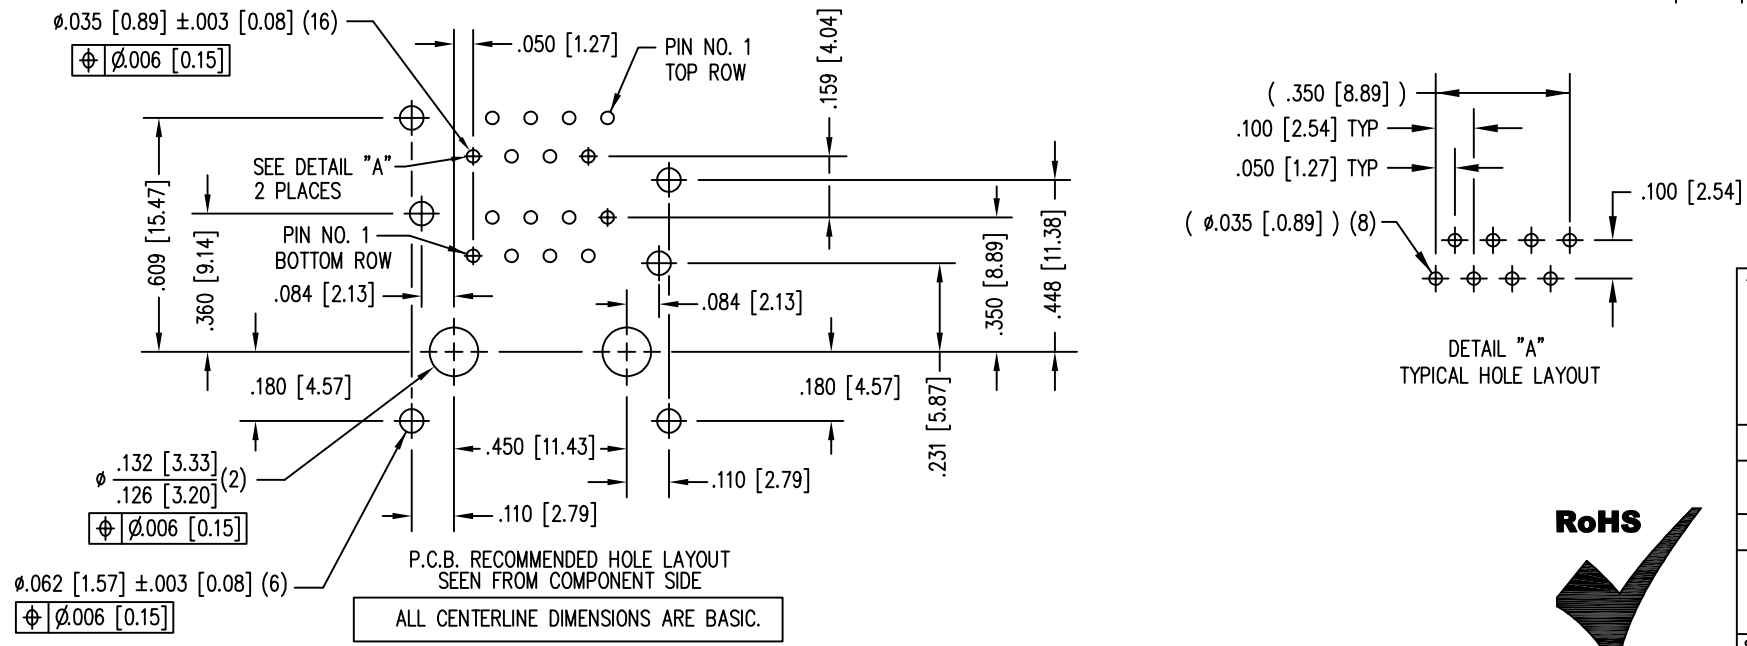 ø.035 [0.89] ±.003 [0.08] (16)
⌖ Ø.006 [0.15]
.050 [1.27]
PIN NO. 1
TOP ROW
.159 [4.04]
SEE DETAIL "A"
2 PLACES
.609 [15.47]
.360 [9.14]
PIN NO. 1
BOTTOM ROW
.084 [2.13]
.084 [2.13]
.350 [8.89]
.448 [11.38]
.180 [4.57]
.180 [4.57]
.231 [5.87]
.450 [11.43]
ø .132 [3.33]
.126 [3.20] (2)
⌖ Ø.006 [0.15]
.110 [2.79]
.110 [2.79]
ø.062 [1.57] ±.003 [0.08] (6)
⌖ Ø.006 [0.15]
P.C.B. RECOMMENDED HOLE LAYOUT
SEEN FROM COMPONENT SIDE
ALL CENTERLINE DIMENSIONS ARE BASIC.
( .350 [8.89] )
.100 [2.54] TYP
.050 [1.27] TYP
.100 [2.54]
( ø.035 [.0.89] ) (8)
DETAIL "A"
TYPICAL HOLE LAYOUT
RoHS